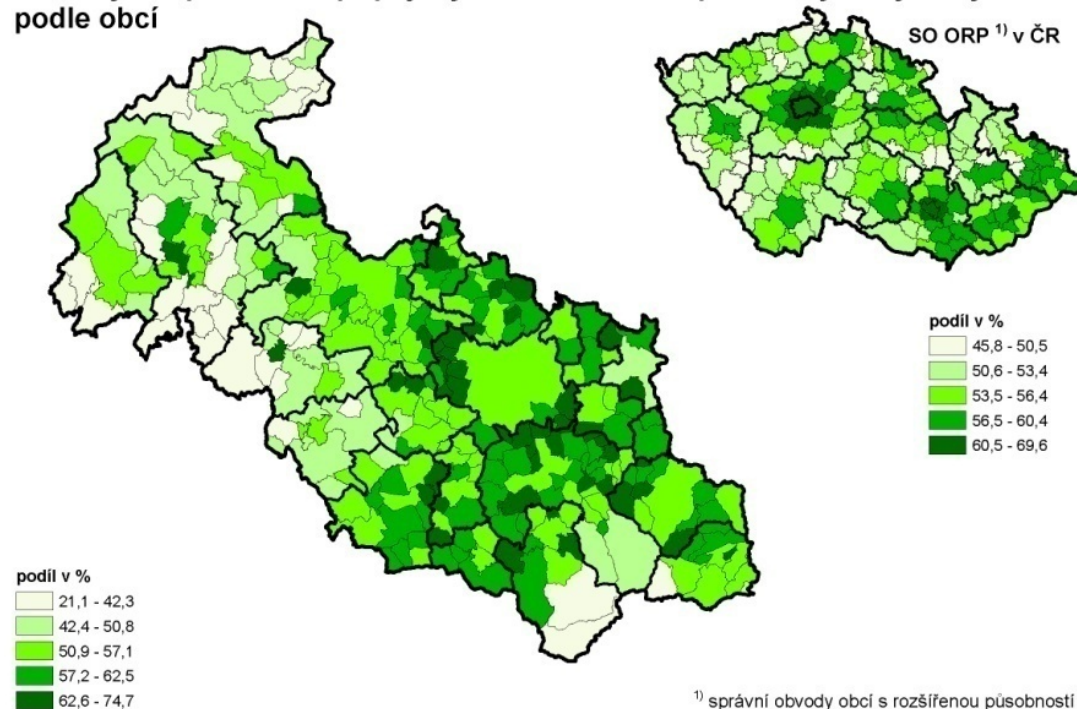 podle obcí
SO ORP ¹⁾ v ČR
podíl v %
45,8 - 50,5
50,6 - 53,4
53,5 - 56,4
56,5 - 60,4
60,5 - 69,6
podíl v %
21,1 - 42,3
42,4 - 50,8
50,9 - 57,1
57,2 - 62,5
62,6 - 74,7
¹⁾ správní obvody obcí s rozšířenou působností